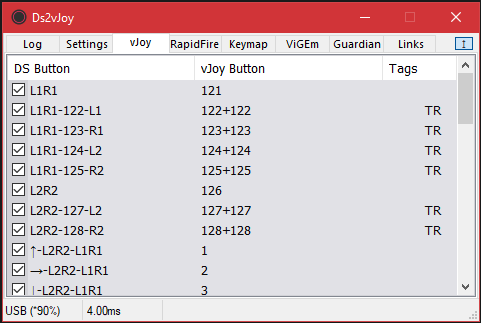 Ds2vJoy
Log Settings vJoy RapidFire Keymap ViGEm Guardian Links
DS Button vJoy Button Tags
L1R1 121
L1R1-122-L1 122+122 TR
L1R1-123-R1 123+123 TR
L1R1-124-L2 124+124 TR
L1R1-125-R2 125+125 TR
L2R2 126
L2R2-127-L2 127+127 TR
L2R2-128-R2 128+128 TR
↑-L2R2-L1R1 1
→-L2R2-L1R1 2
↓-L2R2-L1R1 3
USB (*90%) 4.00ms